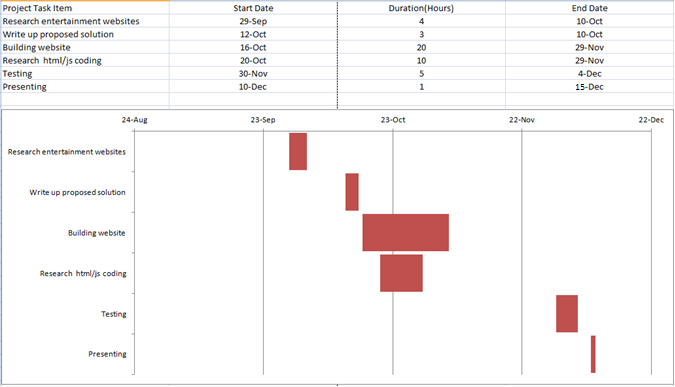 Project Task Item Start Date Duration(Hours) End Date
Research entertainment websites 29-Sep 4 10-Oct
Write up proposed solution 12-Oct 3 10-Oct
Building website 16-Oct 20 29-Nov
Research  html/js coding 20-Oct 10 29-Nov
Testing 30-Nov 5 4-Dec
Presenting 10-Dec 1 15-Dec
24-Aug 23-Sep 23-Oct 22-Nov 22-Dec
Research entertainment websites
Write up proposed solution
Building website
Research  html/js coding
Testing
Presenting